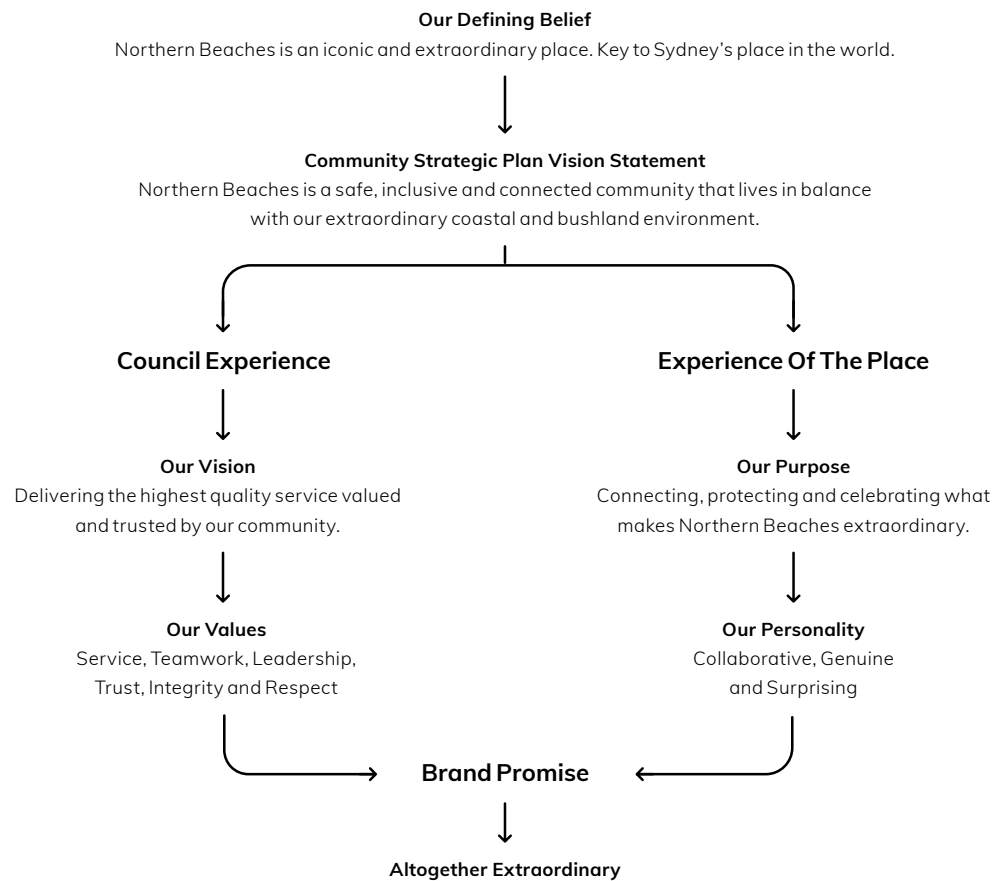 Our Defining Belief
Northern Beaches is an iconic and extraordinary place. Key to Sydney’s place in the world.
Community Strategic Plan Vision Statement
Northern Beaches is a safe, inclusive and connected community that lives in balance
with our extraordinary coastal and bushland environment.
Council Experience
Our Vision
Delivering the highest quality service valued
and trusted by our community.
Our Values
Service, Teamwork, Leadership,
Trust, Integrity and Respect
Experience Of The Place
Our Purpose
Connecting, protecting and celebrating what
makes Northern Beaches extraordinary.
Our Personality
Collaborative, Genuine
and Surprising
Brand Promise
Altogether Extraordinary